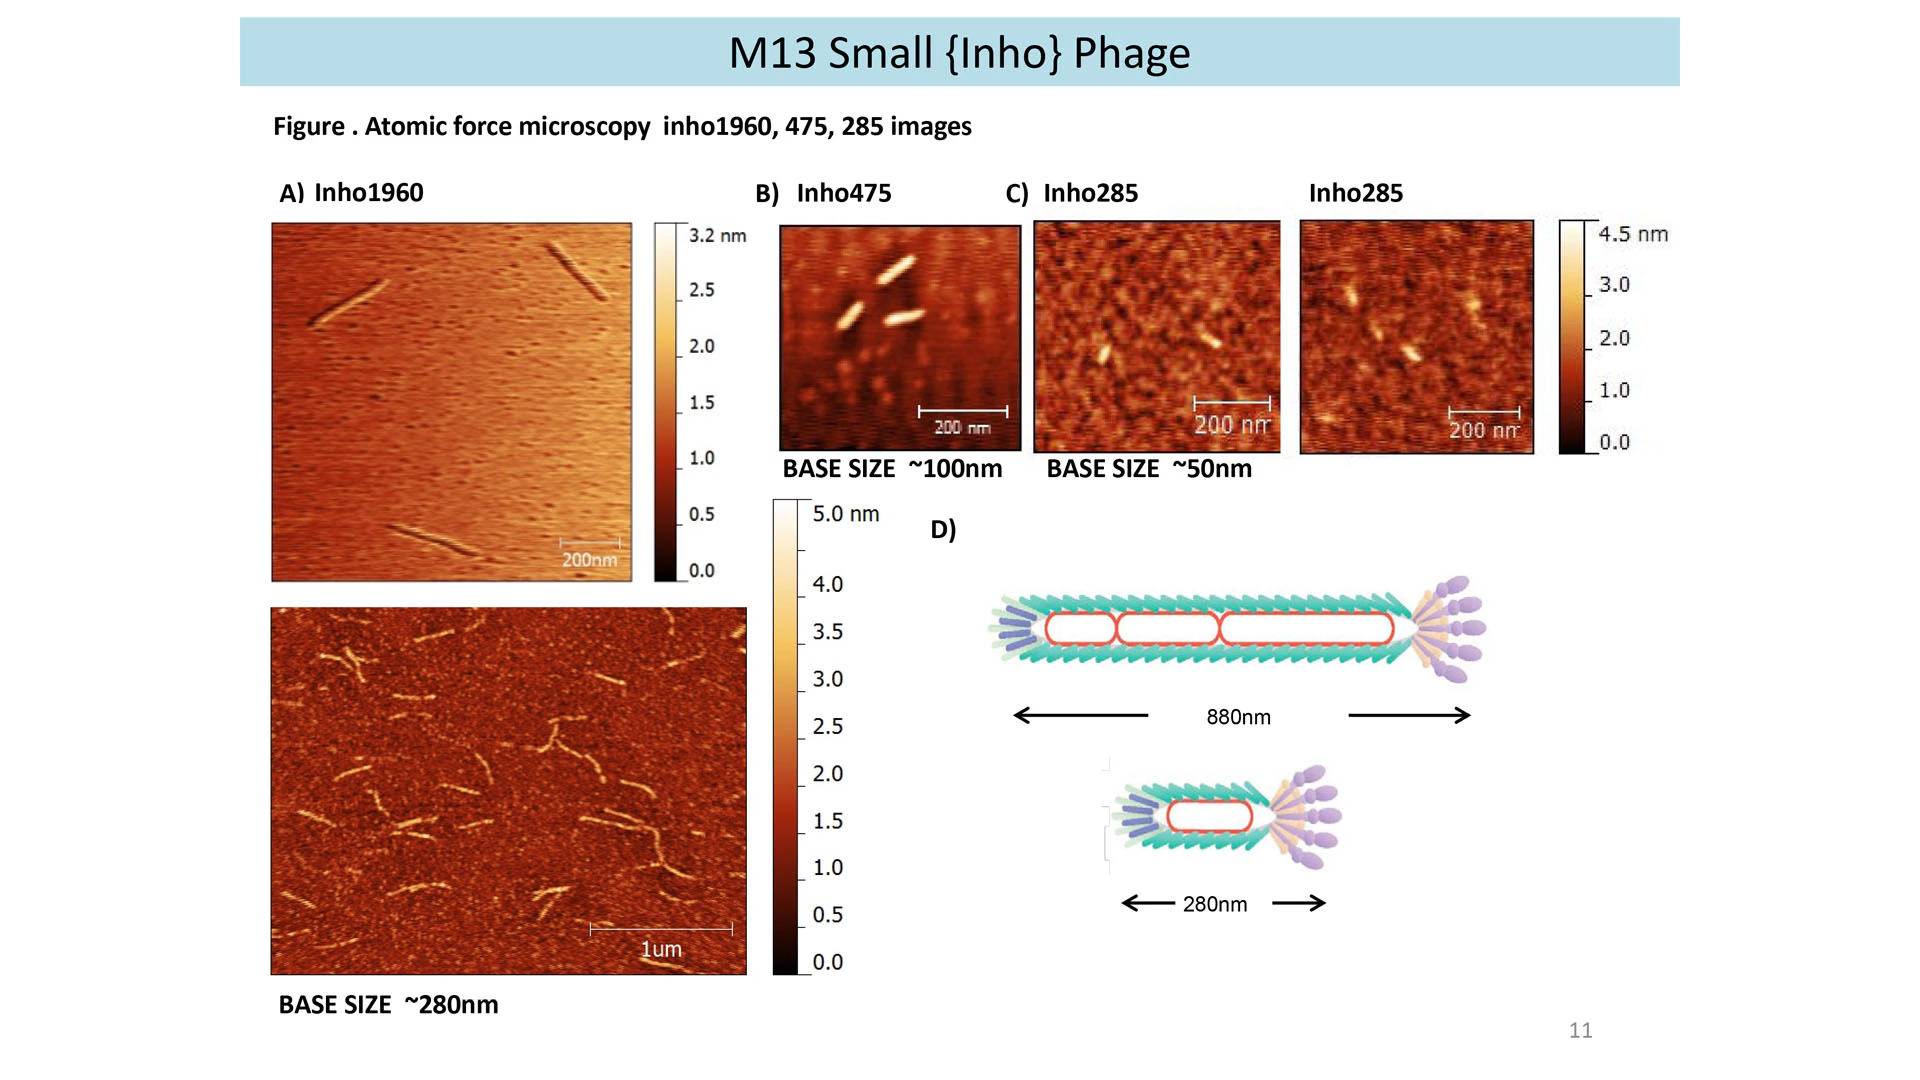 M13 Small {Inho} Phage
Figure . Atomic force microscopy  inho1960, 475, 285 images
A) Inho1960
B) Inho475
C) Inho285
Inho285
3.2 nm
2.5
2.0
1.5
1.0
0.5
0.0
200nm
200 nm
200 nm
200 nm
4.5 nm
3.0
2.0
1.0
0.0
BASE SIZE ~100nm
BASE SIZE ~50nm
5.0 nm
4.0
3.5
3.0
2.5
2.0
1.5
1.0
0.5
0.0
1um
BASE SIZE ~280nm
D)
880nm
280nm
11